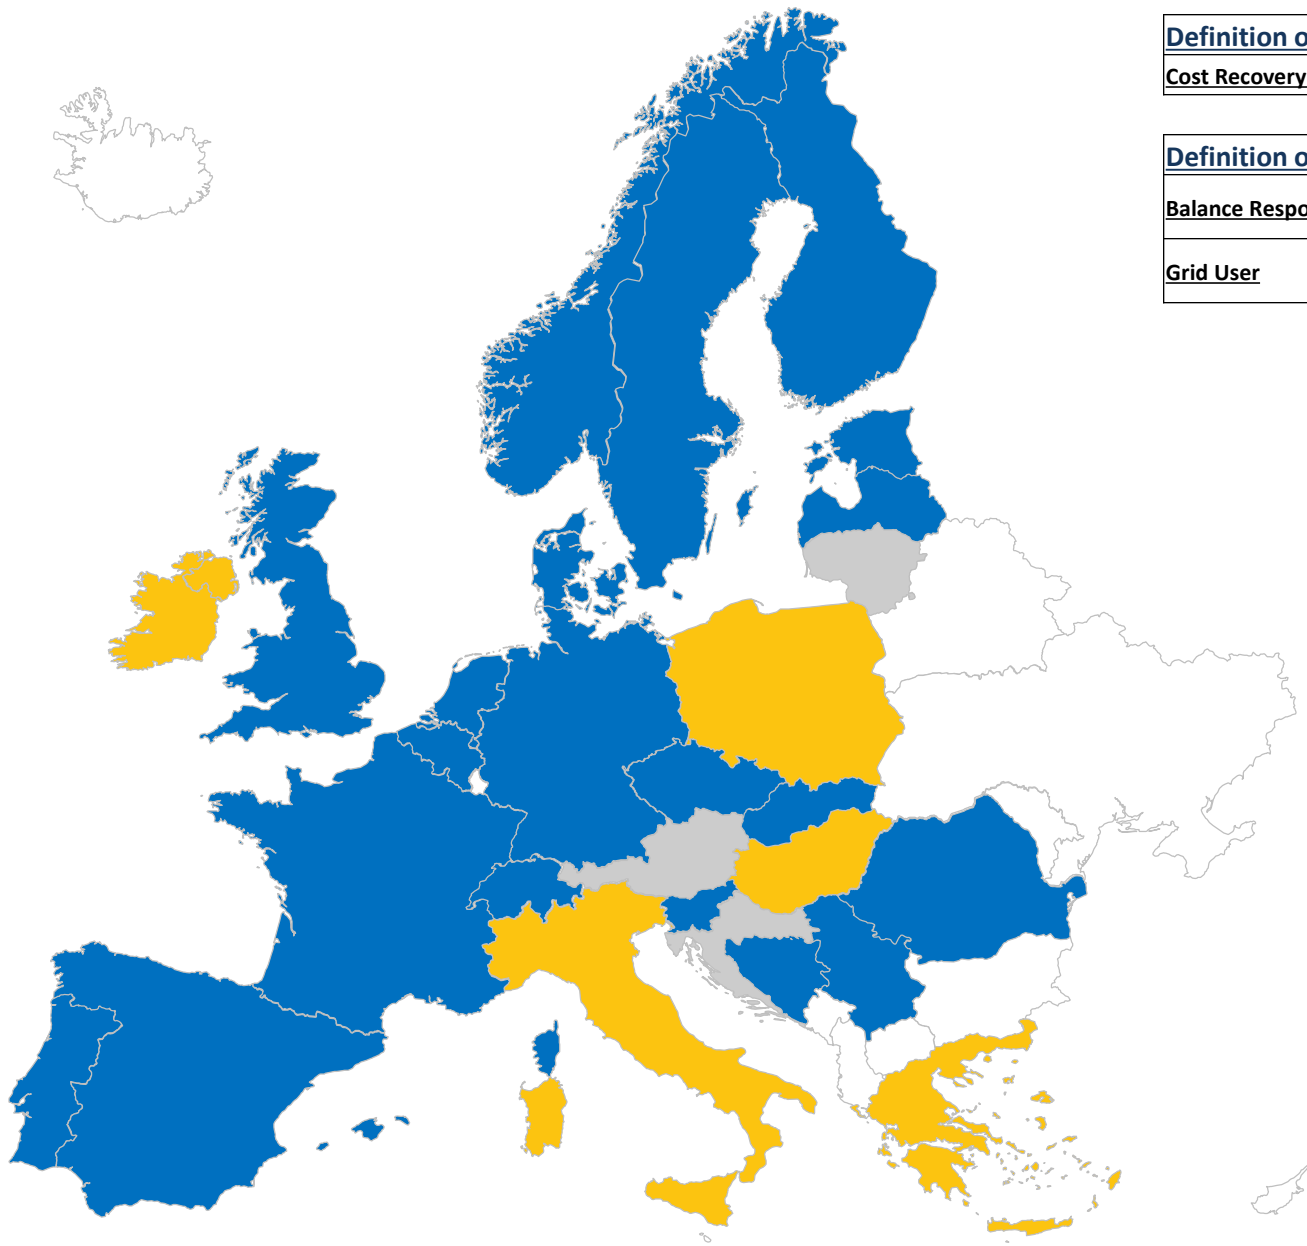 Definition o
Cost Recovery
Definition o
Balance Respo
Grid User